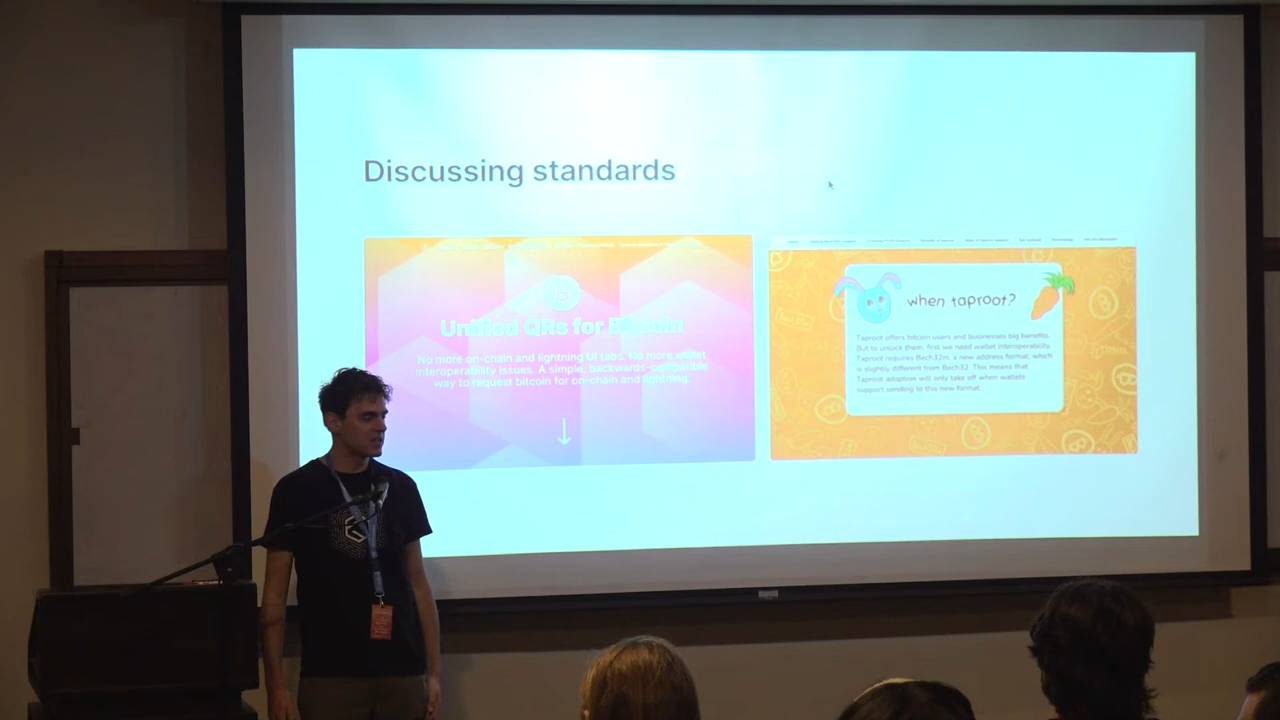 Discussing standards
Unified QRs for Bitcoin
No more on-chain and lightning UI tabs. No more wallet
interoperability issues. A simple, backwards-compatible
way to request bitcoin for on-chain and lightning.
when taproot?
Taproot offers bitcoin users and businesses big benefits.
But to unlock them, first we need wallet interoperability.
Taproot requires Bech32m, a new address format, which
is slightly different from Bech32. This means that
Taproot adoption will only take off when wallets
support sending to this new format.